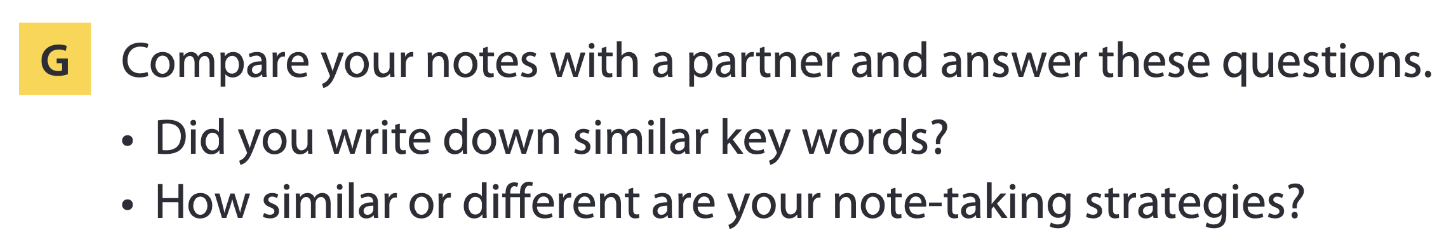 G Compare your notes with a partner and answer these questions.
• Did you write down similar key words?
• How similar or different are your note-taking strategies?